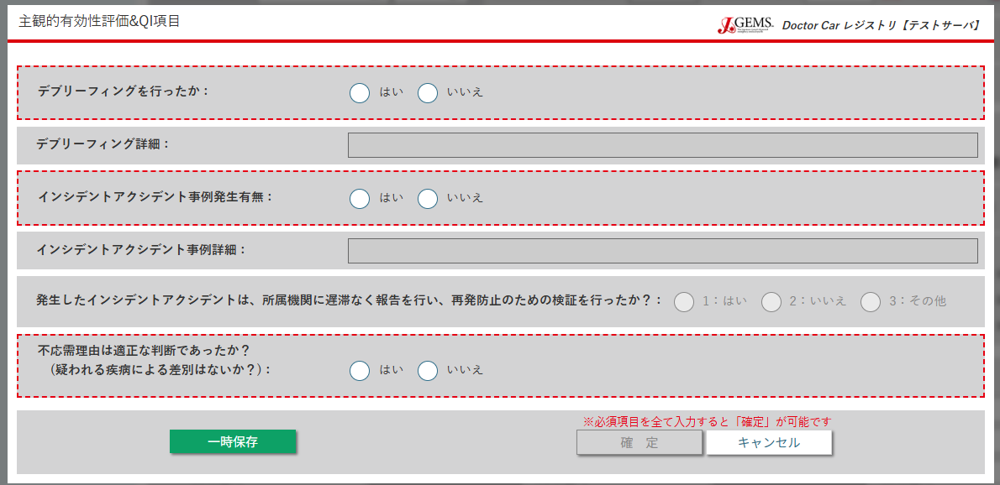 主観的有効性評価&QI項目
JGEMS Doctor Car レジストリ【テストサーバ】
デブリーフィングを行ったか： はい いいえ
デブリーフィング詳細：
インシデントアクシデント事例発生有無： はい いいえ
インシデントアクシデント事例詳細：
発生したインシデントアクシデントは、所属機関に遅滞なく報告を行い、再発防止のための検証を行ったか？： 1：はい 2：いいえ 3：その他
不応需理由は適正な判断であったか？
（疑われる疾病による差別はないか？）： はい いいえ
※必須項目を全て入力すると「確定」が可能です
一時保存 確 定 キャンセル